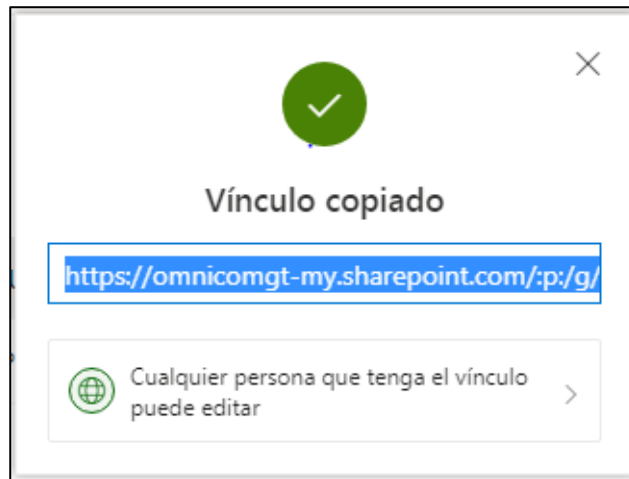 Vínculo copiado
https://omnicomgt-my.sharepoint.com/:p:/g/
Cualquier persona que tenga el vínculo
puede editar